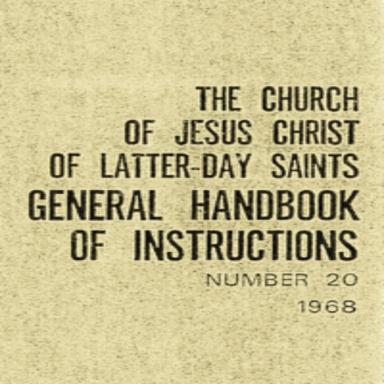 THE CHURCH
OF JESUS CHRIST
OF LATTER-DAY SAINTS
GENERAL HANDBOOK
OF INSTRUCTIONS
NUMBER 20
1968